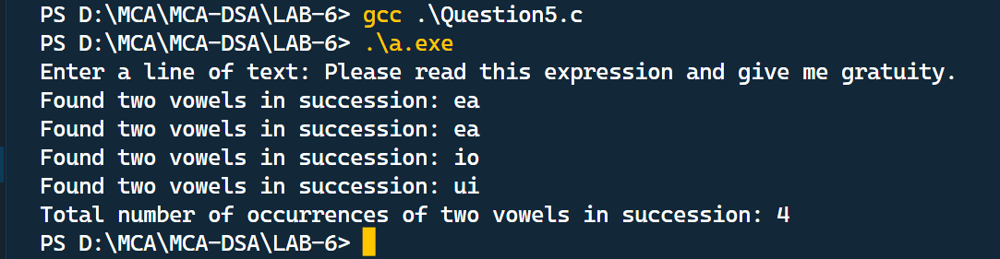 PS D:\MCA\MCA-DSA\LAB-6> gcc .\Question5.c
PS D:\MCA\MCA-DSA\LAB-6> .\a.exe
Enter a line of text: Please read this expression and give me gratuity.
Found two vowels in succession: ea
Found two vowels in succession: ea
Found two vowels in succession: io
Found two vowels in succession: ui
Total number of occurrences of two vowels in succession: 4
PS D:\MCA\MCA-DSA\LAB-6>